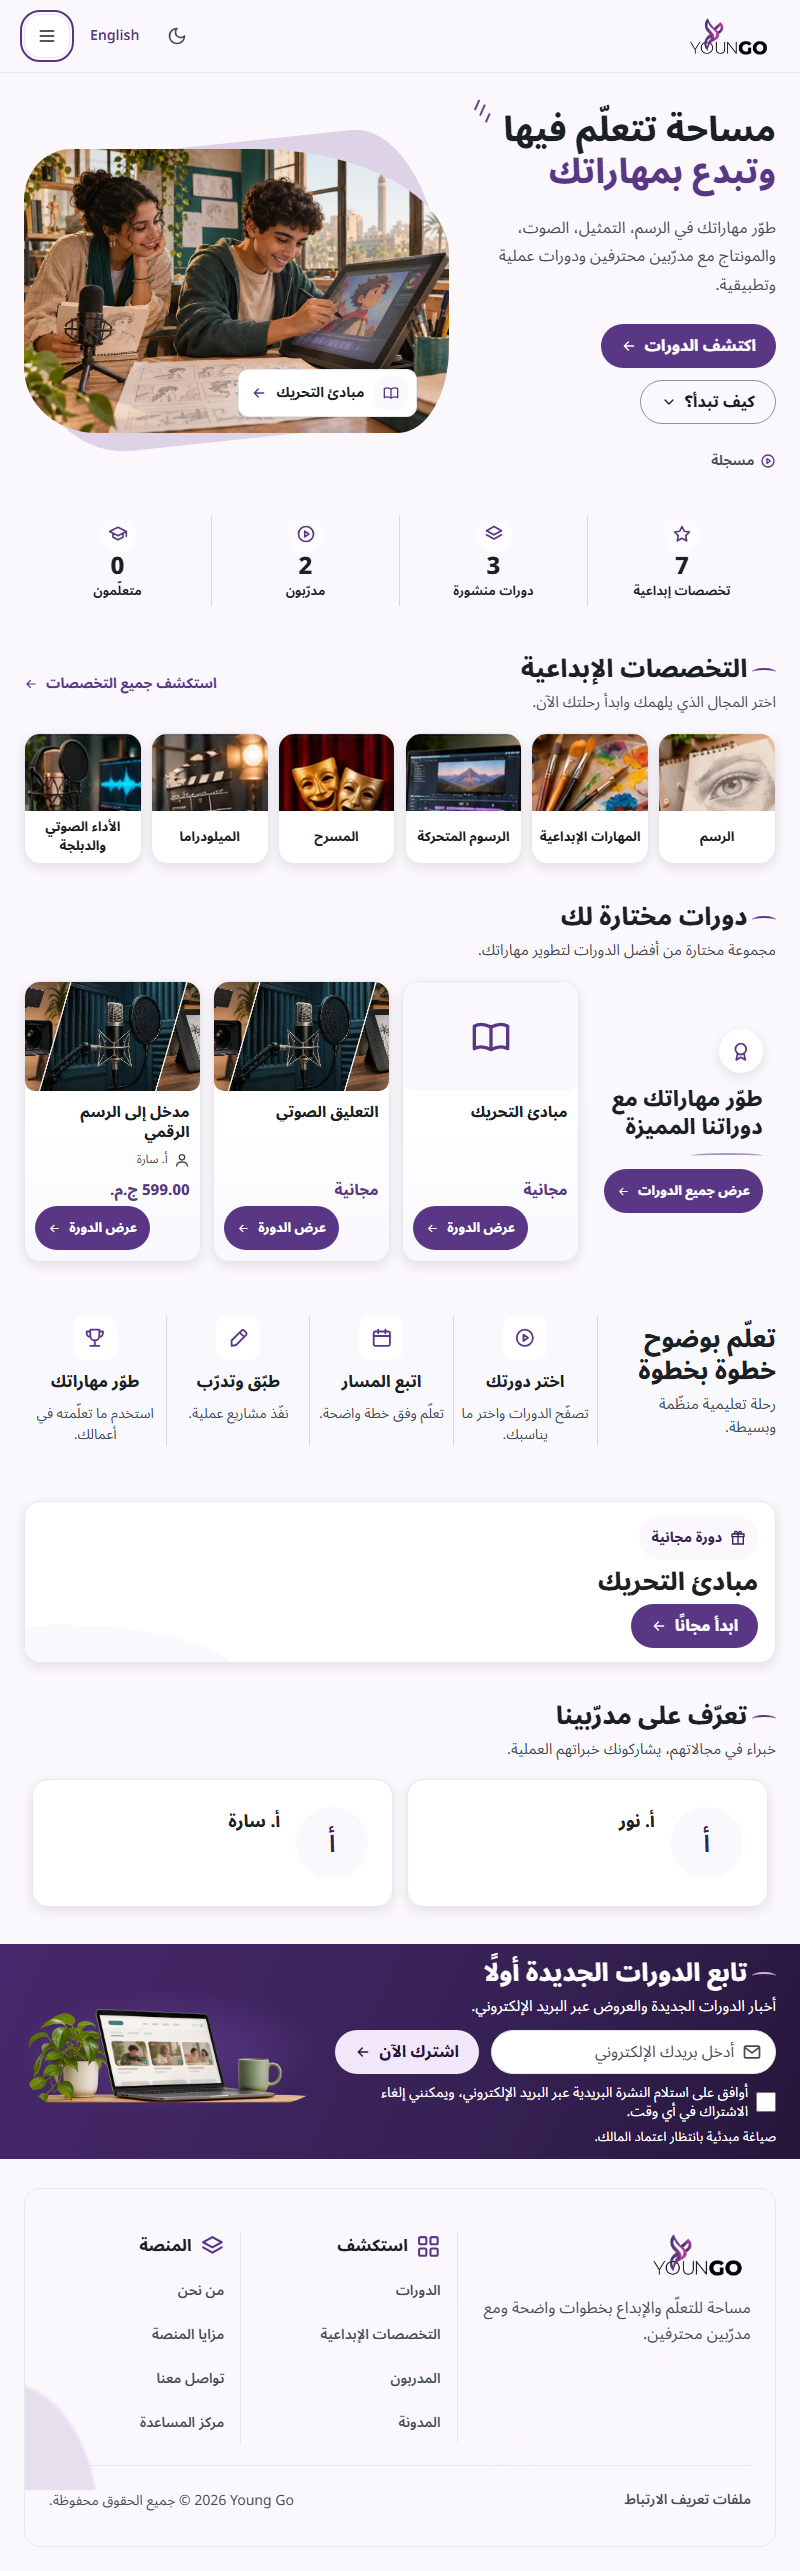 YOUNGO
English
مساحة تتعلّم فيها
وتبدع بمهاراتك
طوّر مهاراتك في الرسم، التمثيل، الصوت،
والمونتاج مع مدرّبين محترفين ودورات عملية
وتطبيقية.
اكتشف الدورات
كيف تبدأ؟
مسجلة
مبادئ التحريك
7
تخصصات إبداعية
3
دورات منشورة
2
مدرّبون
0
متعلّمون
التخصصات الإبداعية
اختر المجال الذي يلهمك وابدأ رحلتك الآن.
استكشف جميع التخصصات
الرسم
المهارات الإبداعية
الرسوم المتحركة
المسرح
الميلودراما
الأداء الصوتي
والدبلجة
دورات مختارة لك
مجموعة مختارة من أفضل الدورات لتطوير مهاراتك.
طوّر مهاراتك مع
دوراتنا المميزة
عرض جميع الدورات
مبادئ التحريك
مجانية
عرض الدورة
التعليق الصوتي
مجانية
عرض الدورة
مدخل إلى الرسم
الرقمي
أ. سارة
599.00 ج.م.
عرض الدورة
تعلّم بوضوح
خطوة بخطوة
رحلة تعليمية منظّمة
وبسيطة.
اختر دورتك
تصفّح الدورات واختر ما
يناسبك.
اتبع المسار
تعلّم وفق خطة واضحة.
طبّق وتدرّب
نفّذ مشاريع عملية.
طوّر مهاراتك
استخدم ما تعلّمته في
أعمالك.
دورة مجانية
مبادئ التحريك
ابدأ مجانًا
تعرّف على مدرّبينا
خبراء في مجالاتهم، يشاركونك خبراتهم العملية.
أ
أ. نور
أ
أ. سارة
تابع الدورات الجديدة أولًا
أخبار الدورات الجديدة والعروض عبر البريد الإلكتروني.
أدخل بريدك الإلكتروني
اشترك الآن
أوافق على استلام النشرة البريدية عبر البريد الإلكتروني، ويمكنني إلغاء
الاشتراك في أي وقت.
صياغة مبدئية بانتظار اعتماد المالك.
YOUNGO
مساحة للتعلّم والإبداع بخطوات واضحة ومع
مدرّبين محترفين.
استكشف
الدورات
التخصصات الإبداعية
المدربون
المدونة
المنصة
من نحن
مزايا المنصة
تواصل معنا
مركز المساعدة
ملفات تعريف الارتباط
© 2026 Young Go جميع الحقوق محفوظة.